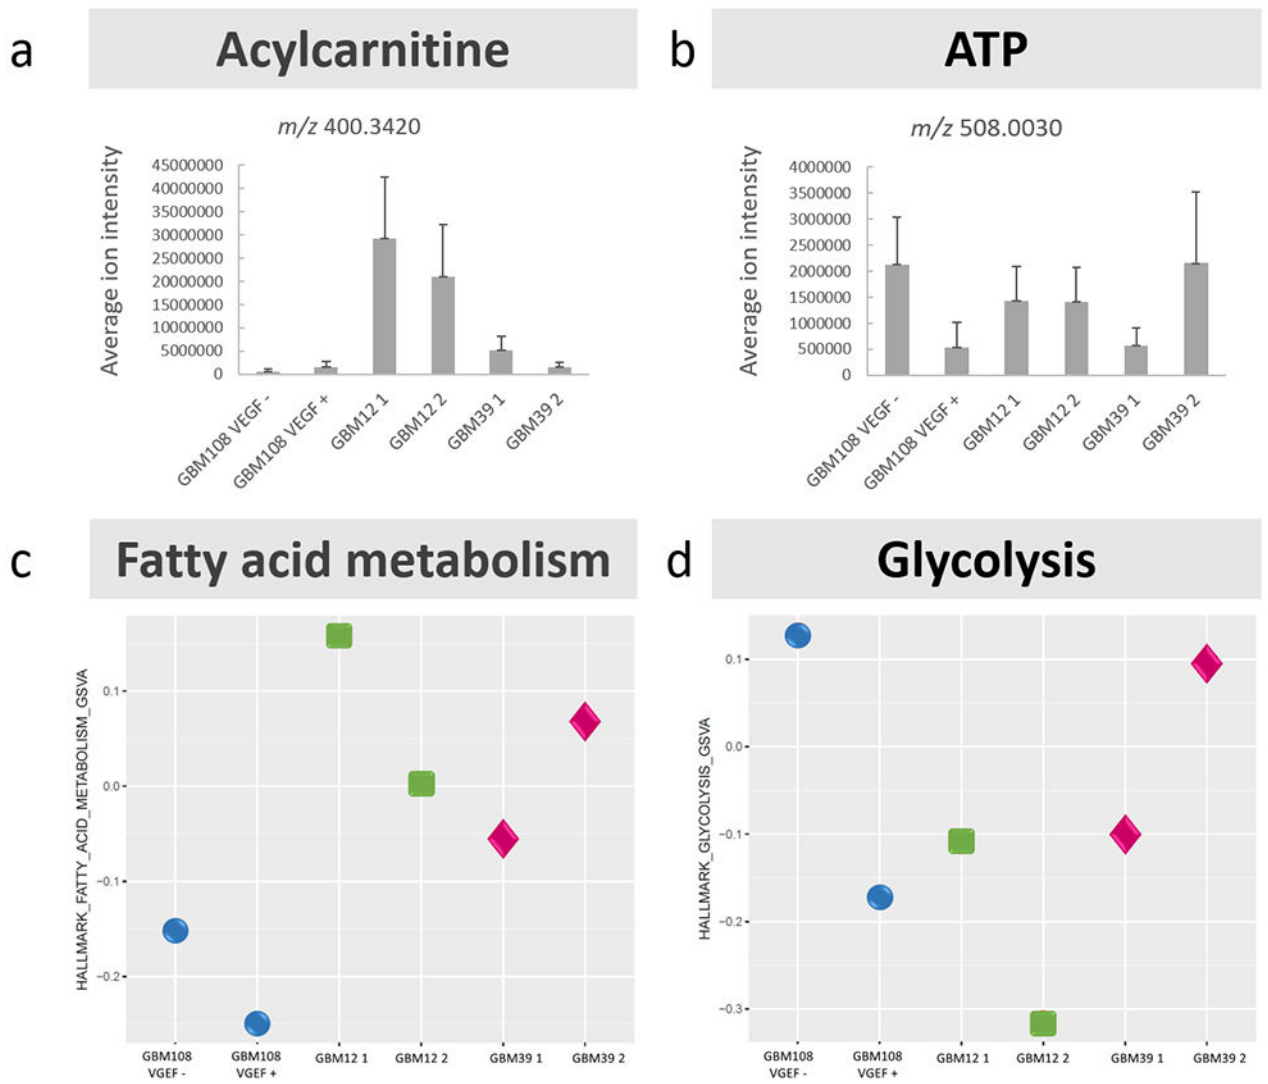 a
Acylcarnitine
m/z 400.3420
Average ion intensity
45000000
40000000
35000000
30000000
25000000
20000000
15000000
10000000
5000000
0
GBM108 VEGF -
GBM108 VEGF +
GBM12 1
GBM12 2
GBM39 1
GBM39 2
b
ATP
m/z 508.0030
Average ion intensity
4000000
3500000
3000000
2500000
2000000
1500000
1000000
500000
0
GBM108 VEGF -
GBM108 VEGF +
GBM12 1
GBM12 2
GBM39 1
GBM39 2
c
Fatty acid metabolism
HALLMARK_FATTY_ACID_METABOLISM_GSVA
0.1
0.0
−0.1
−0.2
GBM108
VGEF -
GBM108
VGEF +
GBM12 1
GBM12 2
GBM39 1
GBM39 2
d
Glycolysis
HALLMARK_GLYCOLYSIS_GSVA
0.1
0.0
−0.1
−0.2
−0.3
GBM108
VGEF -
GBM108
VGEF +
GBM12 1
GBM12 2
GBM39 1
GBM39 2